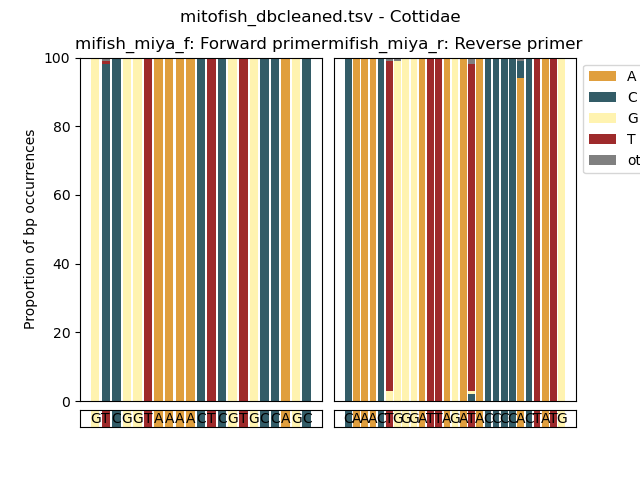 mitofish_dbcleaned.tsv - Cottidae
mifish_miya_f: Forward primer
mifish_miya_r: Reverse primer
100
80
60
40
20
0
Proportion of bp occurrences
A
C
G
T
ot
GTCGGTAAAACTCGTGCCAGC
CAAACTGGGATTAGATACCCCACTATG